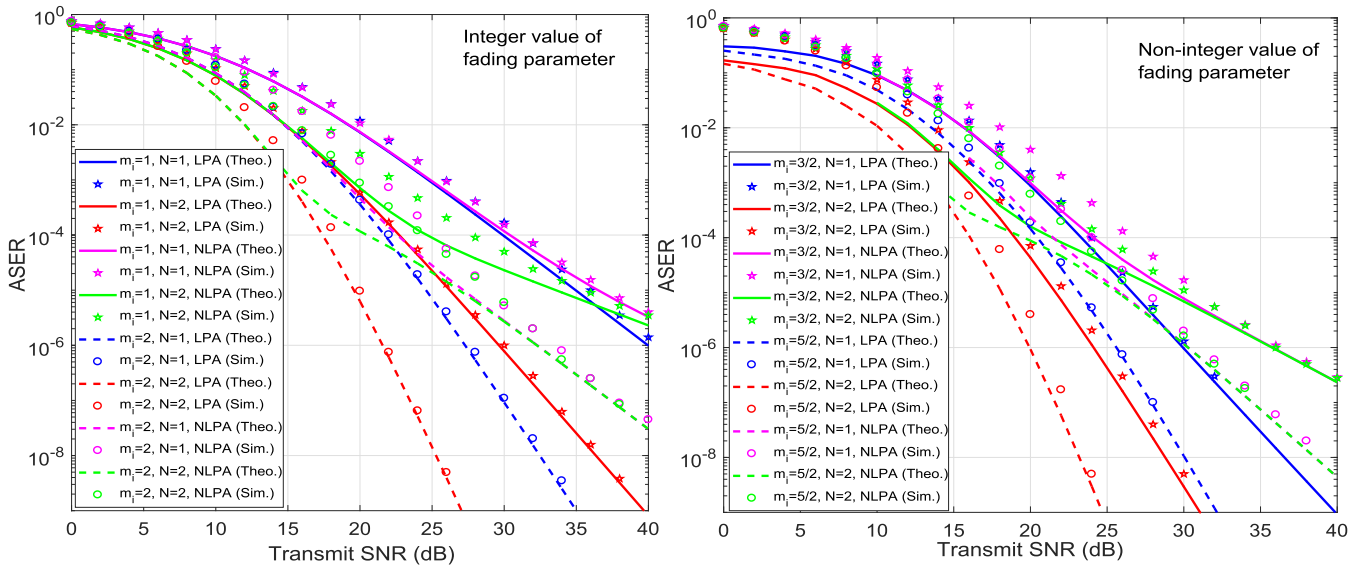 Integer value of
fading parameter
10^0
10^-2
10^-4
10^-6
10^-8
ASER
m_i=1, N=1, LPA (Theo.)
m_i=1, N=1, LPA (Sim.)
m_i=1, N=2, LPA (Theo.)
m_i=1, N=2, LPA (Sim.)
m_i=1, N=1, NLPA (Theo.)
m_i=1, N=1, NLPA (Sim.)
m_i=1, N=2, NLPA (Theo.)
m_i=1, N=2, NLPA (Sim.)
m_i=2, N=1, LPA (Theo.)
m_i=2, N=1, LPA (Sim.)
m_i=2, N=2, LPA (Theo.)
m_i=2, N=2, LPA (Sim.)
m_i=2, N=1, NLPA (Theo.)
m_i=2, N=1, NLPA (Sim.)
m_i=2, N=2, NLPA (Theo.)
m_i=2, N=2, NLPA (Sim.)
0 5 10 15 20 25 30 35 40
Transmit SNR (dB)
Non-integer value of
fading parameter
10^0
10^-2
10^-4
10^-6
10^-8
ASER
m_i=3/2, N=1, LPA (Theo.)
m_i=3/2, N=1, LPA (Sim.)
m_i=3/2, N=2, LPA (Theo.)
m_i=3/2, N=2, LPA (Sim.)
m_i=3/2, N=1, NLPA (Theo.)
m_i=3/2, N=1, NLPA (Sim.)
m_i=3/2, N=2, NLPA (Theo.)
m_i=3/2, N=2, NLPA (Sim.)
m_i=5/2, N=1, LPA (Theo.)
m_i=5/2, N=1, LPA (Sim.)
m_i=5/2, N=2, LPA (Theo.)
m_i=5/2, N=2, LPA (Sim.)
m_i=5/2, N=1, NLPA (Theo.)
m_i=5/2, N=1, NLPA (Sim.)
m_i=5/2, N=2, NLPA (Theo.)
m_i=5/2, N=2, NLPA (Sim.)
0 5 10 15 20 25 30 35 40
Transmit SNR (dB)